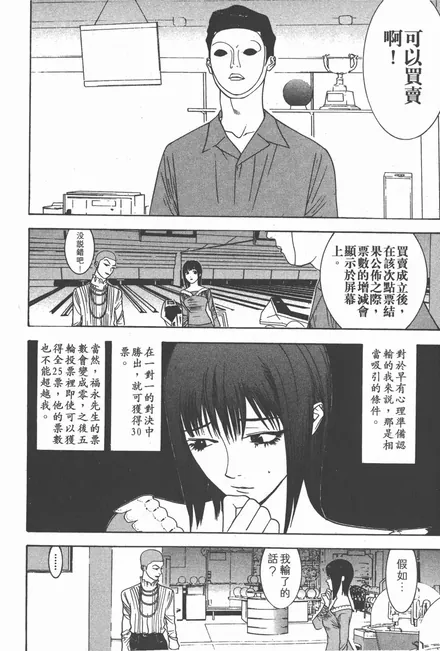 可以買賣
啊！
買賣成立後，
在該次點票結
果公佈之際，
票數的增減會
顯示於屏幕
上。
没說錯吧！
對於早有心理準備認
輸的我來說，那是相
當吸引的條件。
在一對一的對決中
勝出，就可獲得30
票。
當然，福永先生的票
數會變成零，之後五
輪投票裡即使可以獲
得全25票，他的票數
也不能超越我。
假如…
我輸了的
話？
……